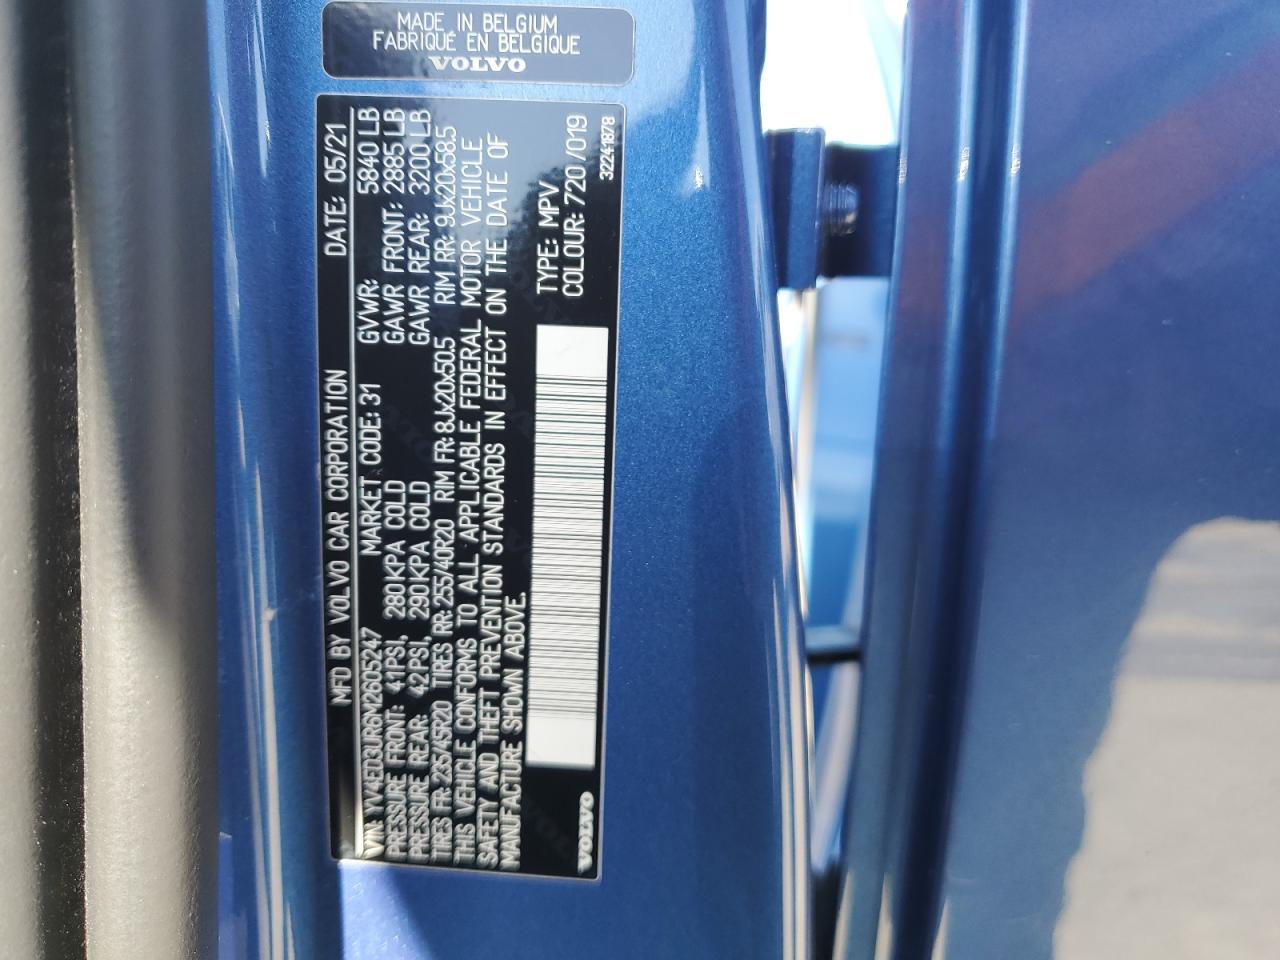 MADE IN BELGIUM
FABRIQUÉ EN BELGIQUE
VOLVO
MFD BY VOLVO CAR CORPORATION DATE: 05/21
VIN: YV4ED3UR6M2605247 MARKET CODE: 31 GVWR: 5840 LB
PRESSURE FRONT: 41PSI, 280KPA COLD GAWR FRONT: 2885 LB
PRESSURE REAR: 42PSI, 290KPA COLD GAWR REAR: 3200 LB
TIRES FR: 235/45R20 TIRES RR: 255/40R20 RIM FR: 8Jx20x50.5 RIM RR: 9Jx20x58.5
THIS VEHICLE CONFORMS TO ALL APPLICABLE FEDERAL MOTOR VEHICLE
SAFETY AND THEFT PREVENTION STANDARDS IN EFFECT ON THE DATE OF
MANUFACTURE SHOWN ABOVE.
TYPE: MPV
COLOUR: 720/019
VOLVO 32241878